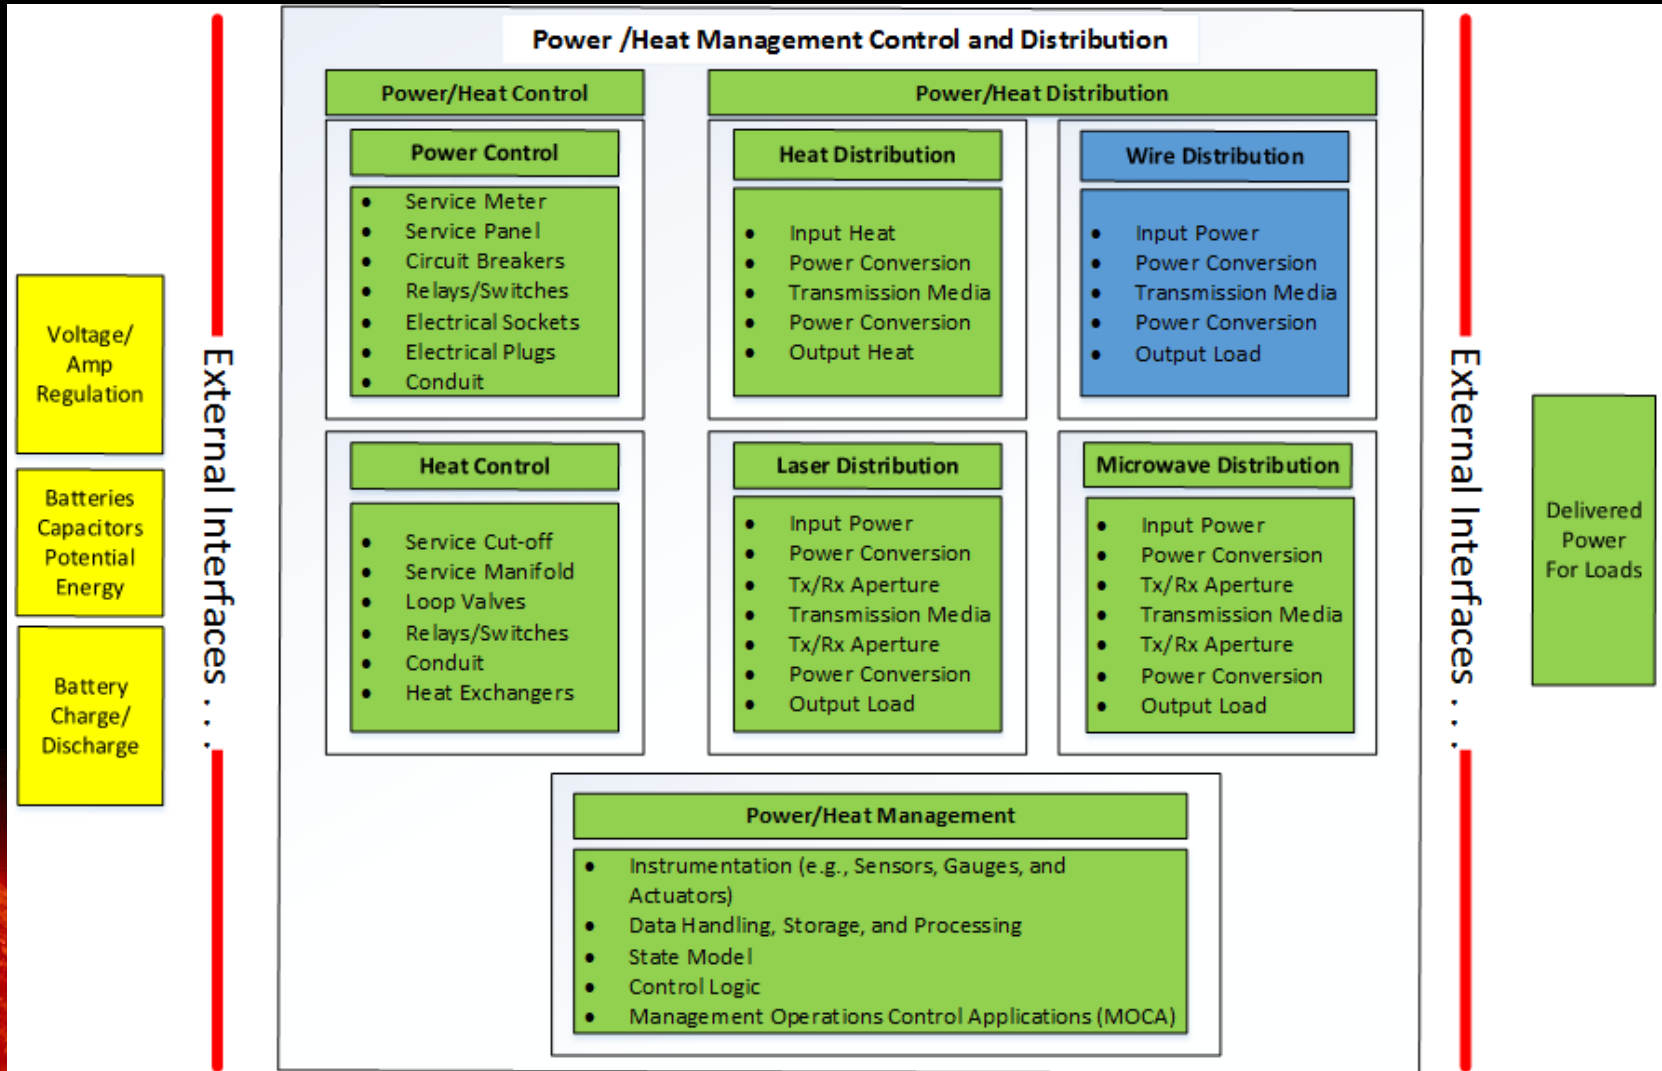 Power /Heat Management Control and Distribution
Power/Heat Control
Power Control
• Service Meter
• Service Panel
• Circuit Breakers
• Relays/Switches
• Electrical Sockets
• Electrical Plugs
• Conduit
Heat Control
• Service Cut-off
• Service Manifold
• Loop Valves
• Relays/Switches
• Conduit
• Heat Exchangers
Power/Heat Distribution
Heat Distribution
• Input Heat
• Power Conversion
• Transmission Media
• Power Conversion
• Output Heat
Wire Distribution
• Input Power
• Power Conversion
• Transmission Media
• Power Conversion
• Output Load
Laser Distribution
• Input Power
• Power Conversion
• Tx/Rx Aperture
• Transmission Media
• Tx/Rx Aperture
• Power Conversion
• Output Load
Microwave Distribution
• Input Power
• Power Conversion
• Tx/Rx Aperture
• Transmission Media
• Tx/Rx Aperture
• Power Conversion
• Output Load
Power/Heat Management
• Instrumentation (e.g., Sensors, Gauges, and
Actuators)
• Data Handling, Storage, and Processing
• State Model
• Control Logic
• Management Operations Control Applications (MOCA)
Voltage/
Amp
Regulation
Batteries
Capacitors
Potential
Energy
Battery
Charge/
Discharge
External Interfaces . . .
External Interfaces . . .
Delivered
Power
For Loads